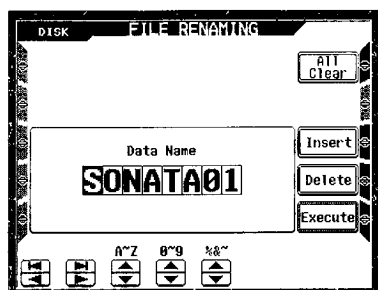 DISK FILE RENAMING
All
Clear
Data Name
SONATA01
Insert
Delete
Execute
A~Z 0~9 %&~